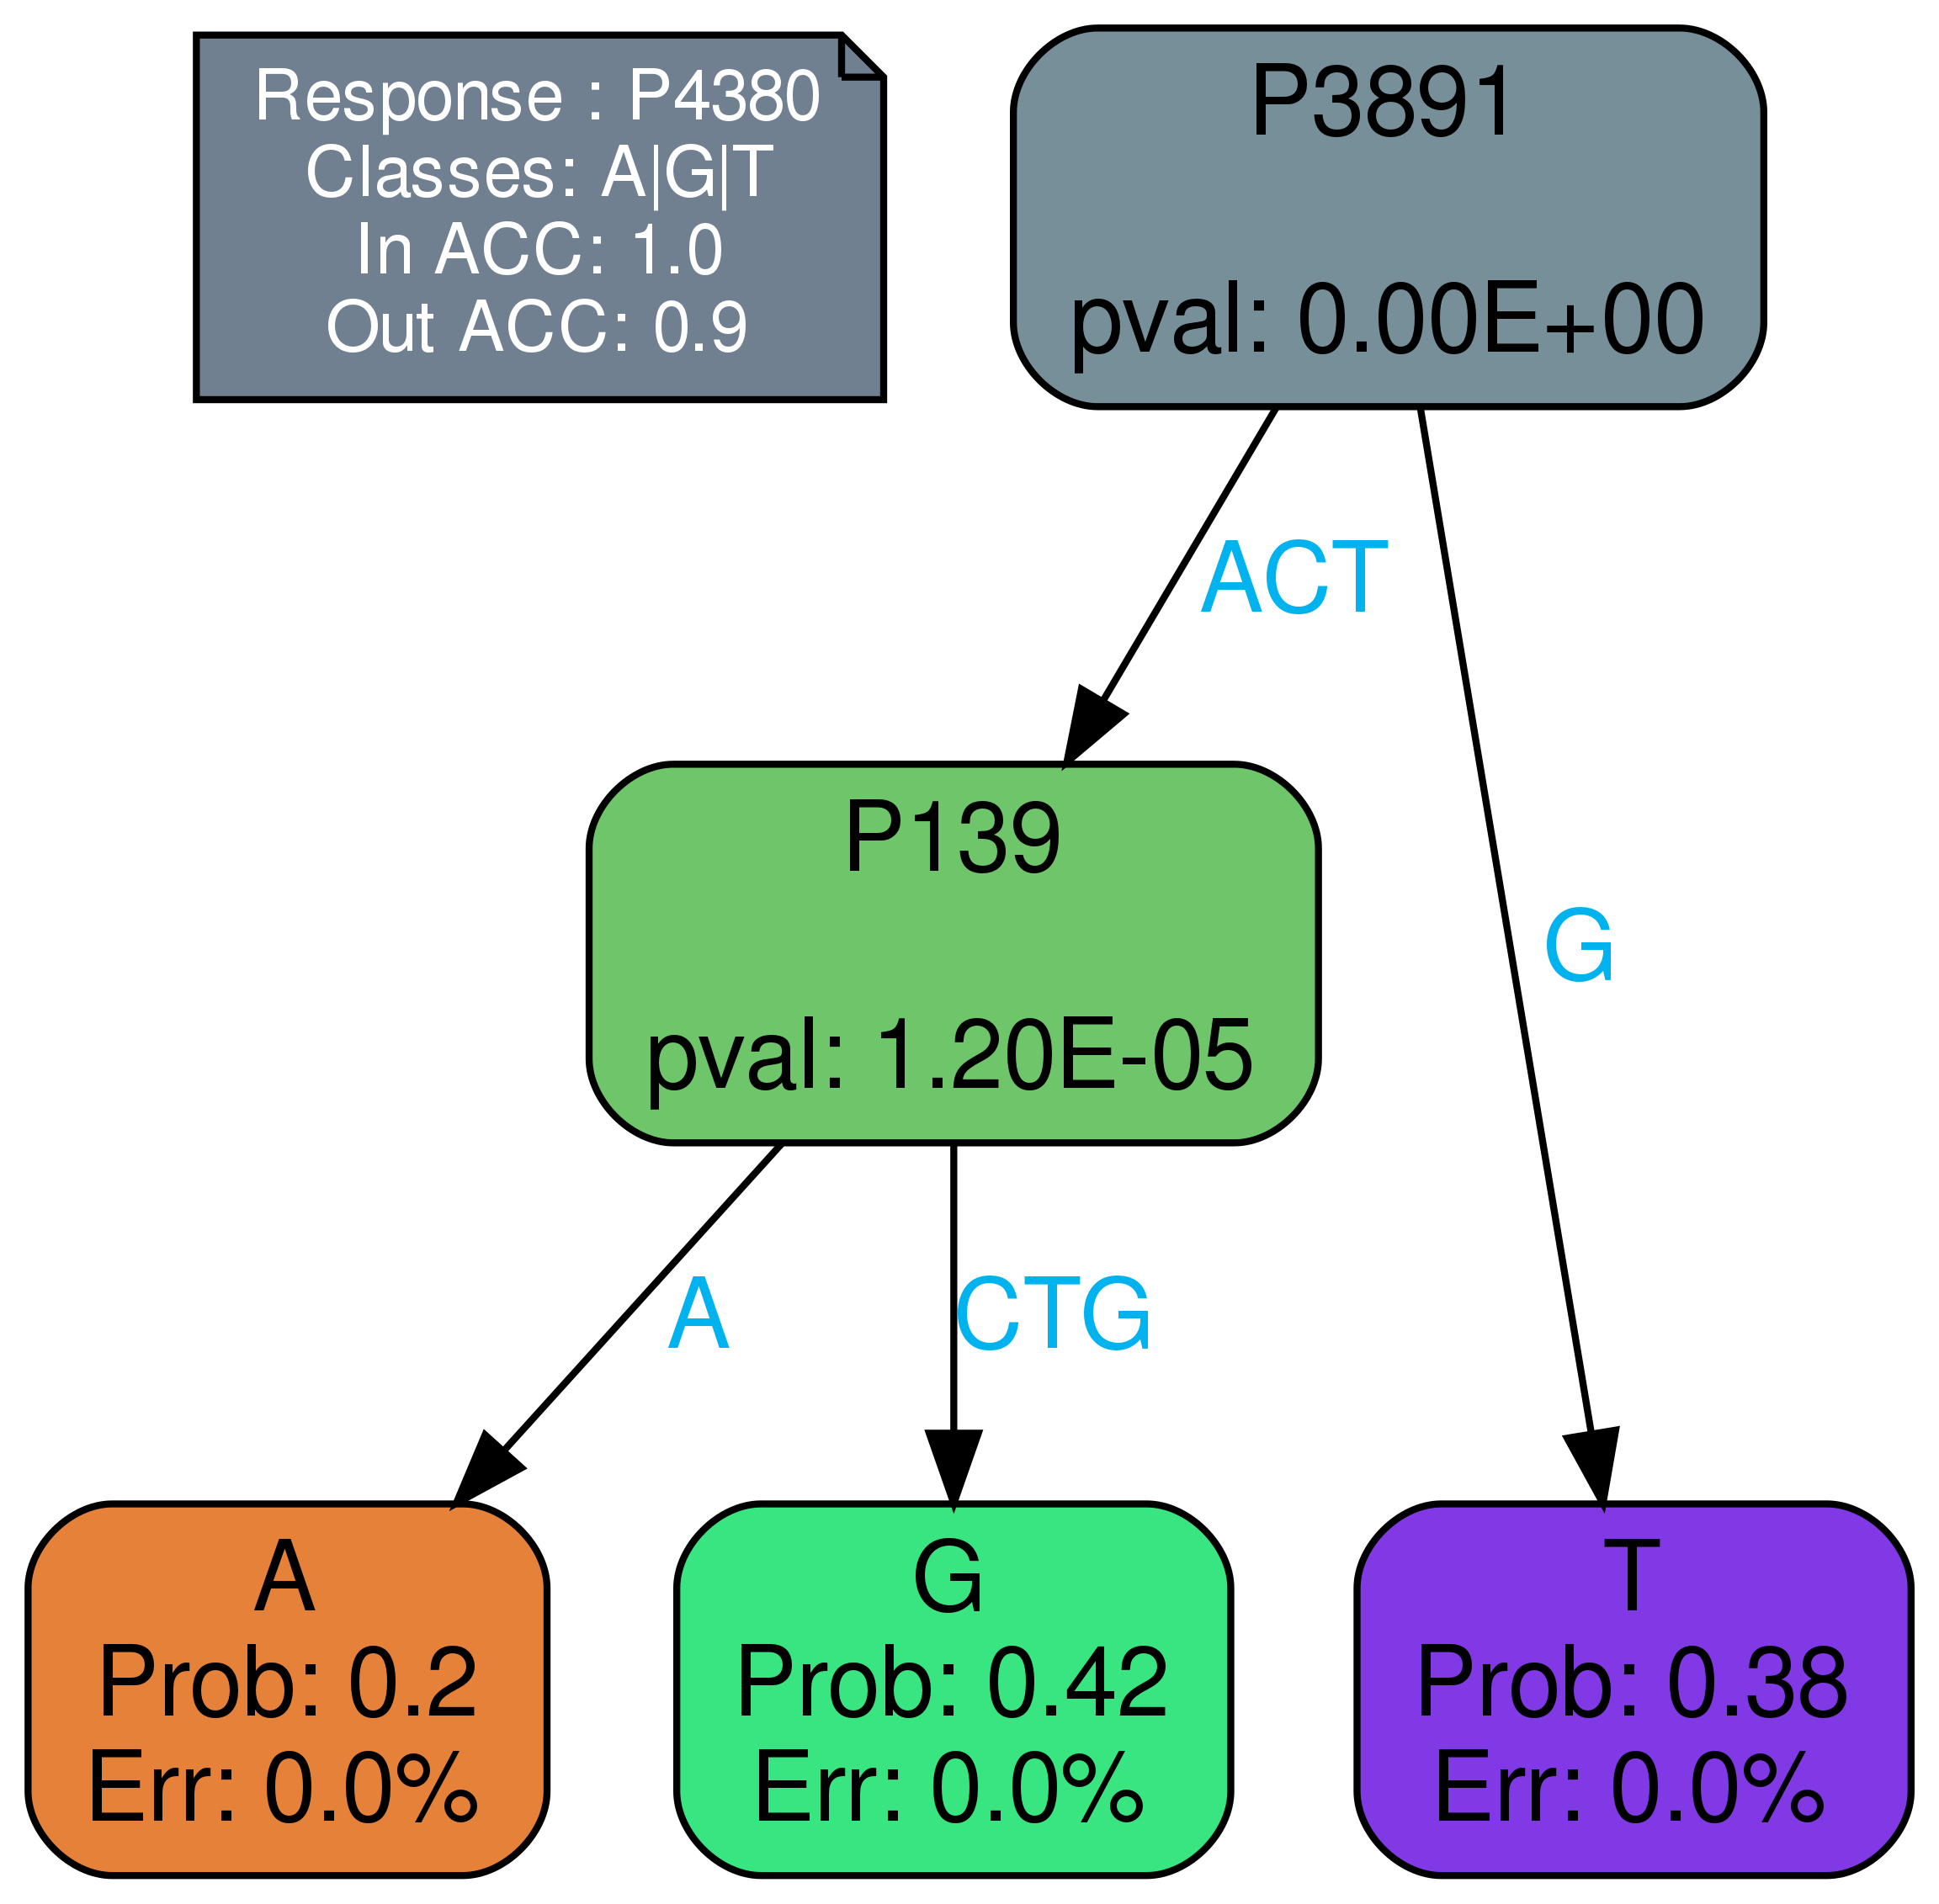 Response : P4380
Classes: A|G|T
In ACC: 1.0
Out ACC: 0.9
P3891
pval: 0.00E+00
ACT
P139
pval: 1.20E-05
G
A
CTG
A
Prob: 0.2
Err: 0.0%
G
Prob: 0.42
Err: 0.0%
T
Prob: 0.38
Err: 0.0%